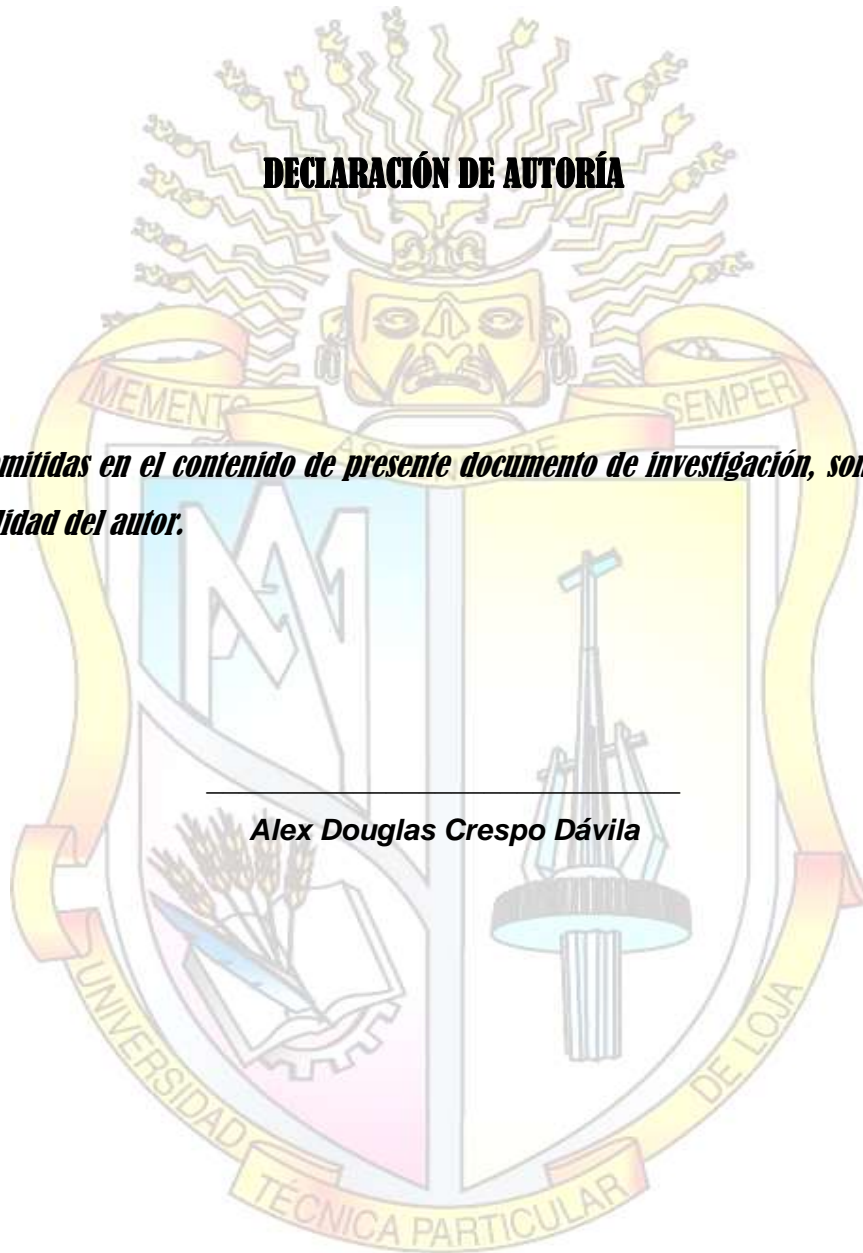 DECLARACIÓN DE AUTORÍA
MEMENTO
SEMPER
emitidas en el contenido de presente documento de investigación, son
lidad del autor.
Alex Douglas Crespo Dávila
UNIVERSIDAD
TÉCNICA PARTICULAR
DE LOJA